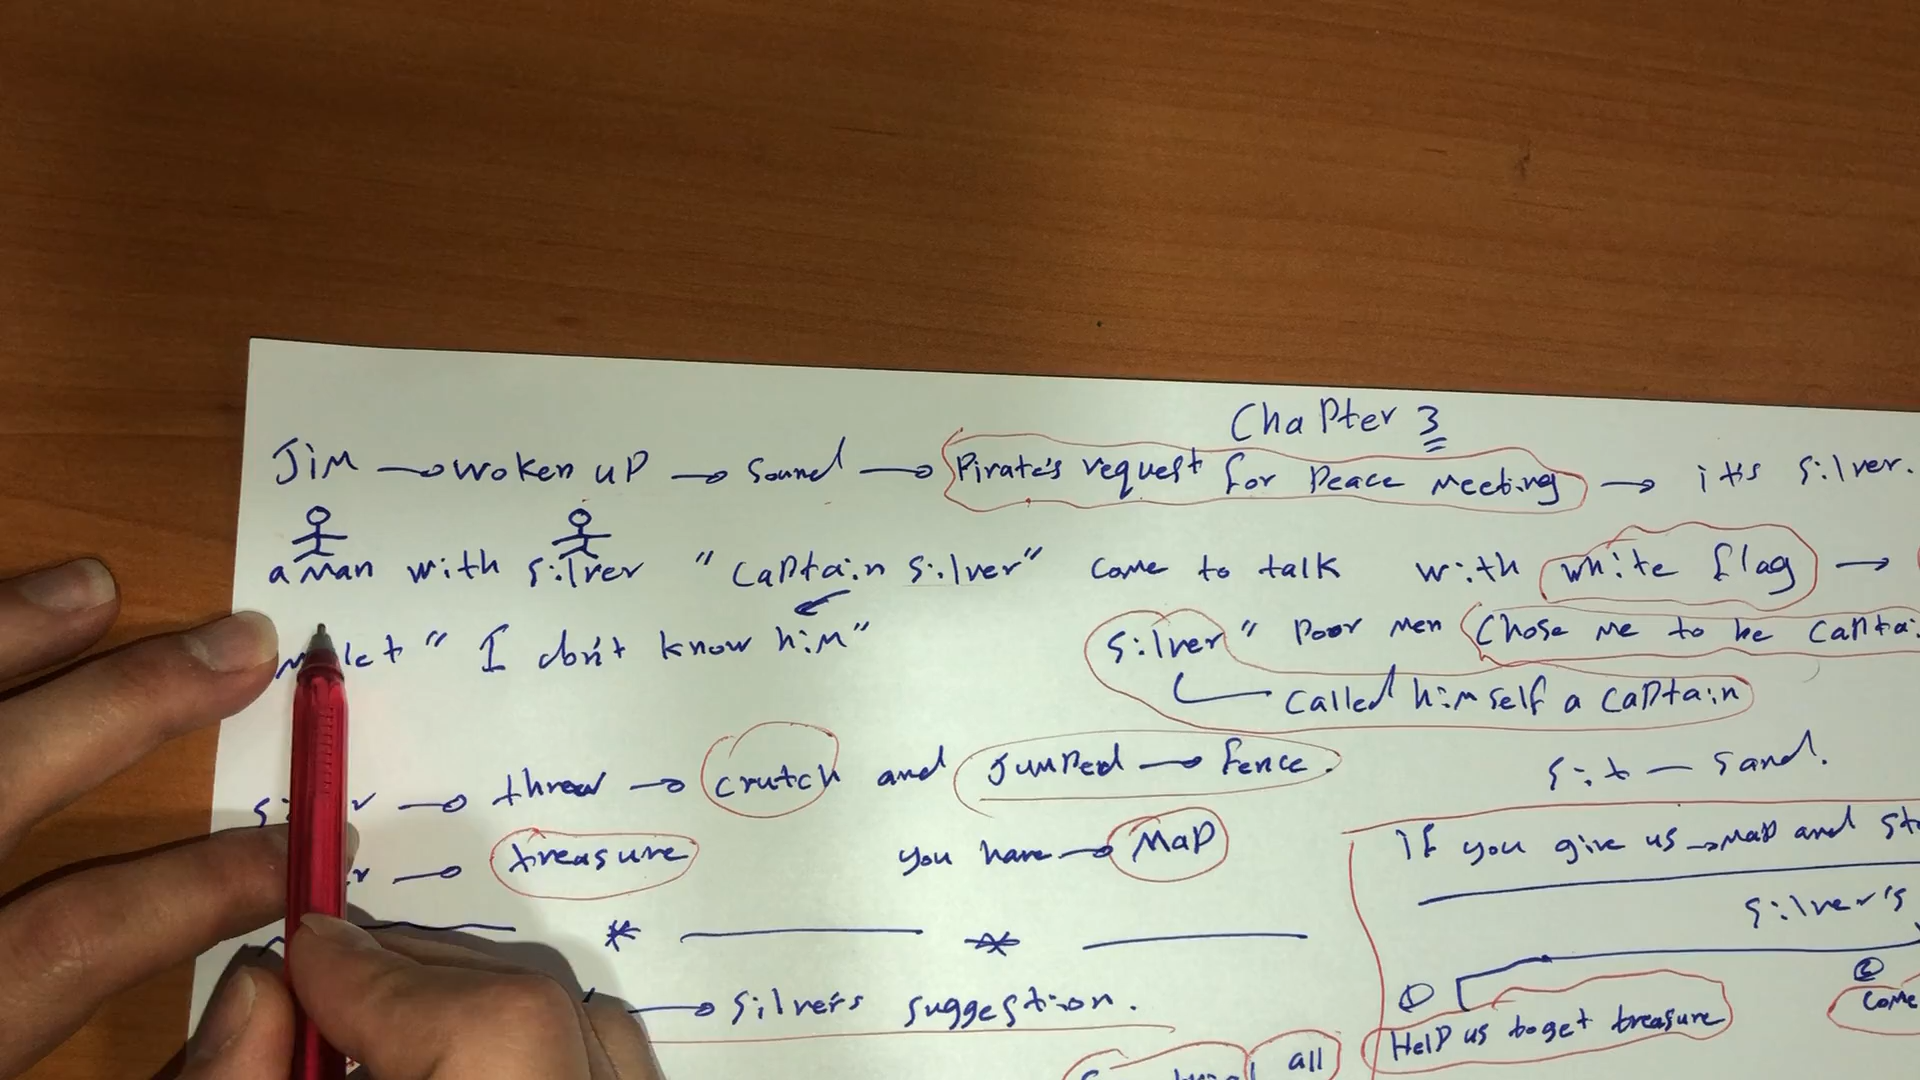 Chapter 3
Jim → woken up → sound → Pirate's request for Peace Meeting → it's Silver.
a man with Silver "Captain Silver" come to talk with white flag →
"I don't know him" Silver "Poor men Chose me to be
called himself a captain
→ threw → crutch and Jumped → fence. Sit — sand.
→ treasure you have → Map If you give us → map and
* * Silver's
→ Silver's suggestion. ① Help us to get treasure ② Come
all